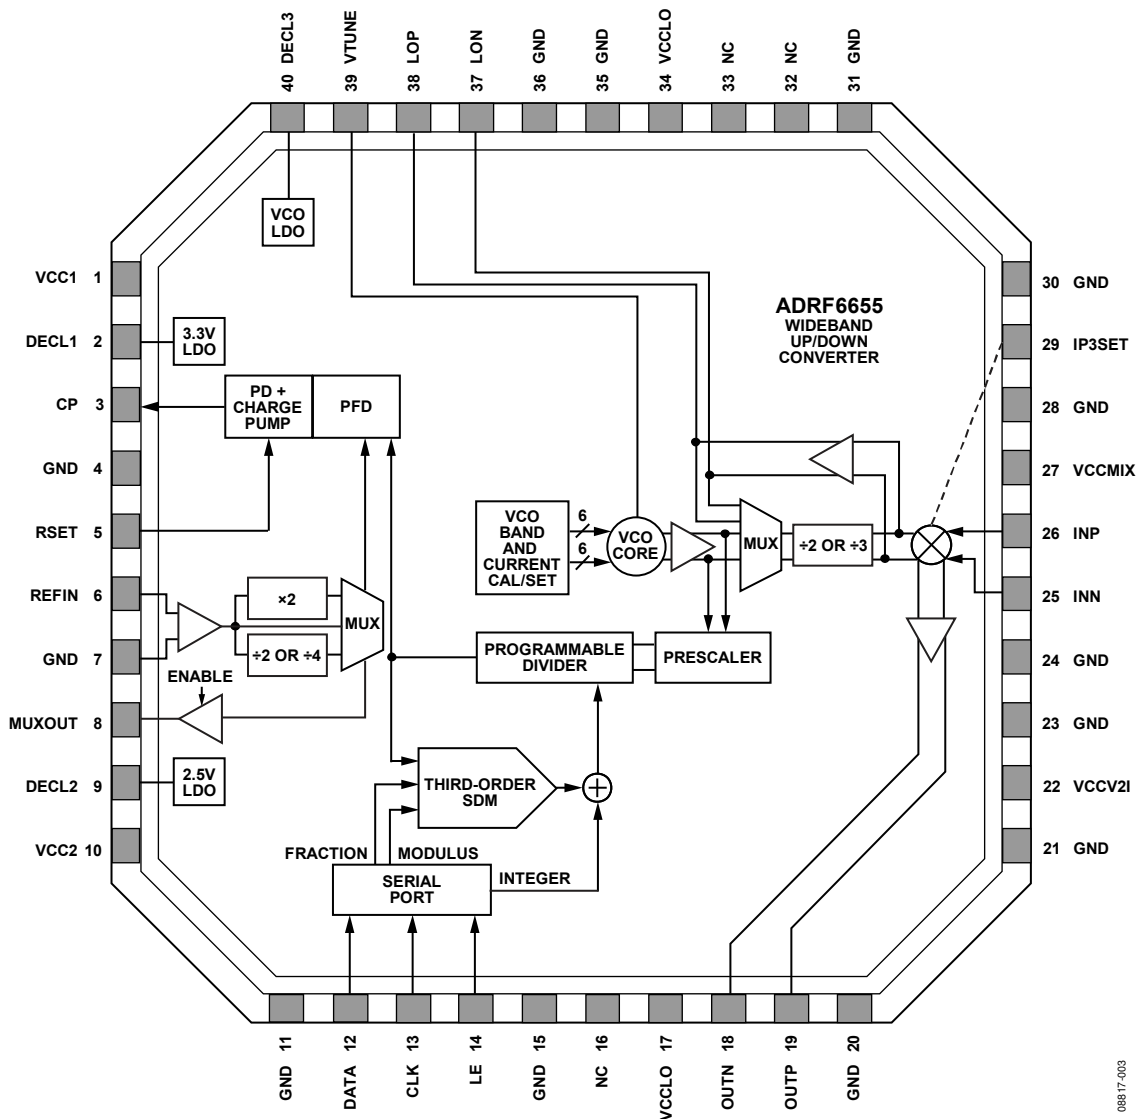 40 DECL3
39 VTUNE
38 LOP
37 LON
36 GND
35 GND
34 VCCLO
33 NC
32 NC
31 GND
VCO
LDO
VCC1 1
DECL1 2
3.3V
LDO
CP 3
PD +
CHARGE
PUMP
PFD
GND 4
RSET 5
REFIN 6
×2
MUX
GND 7
÷2 OR ÷4
ENABLE
MUXOUT 8
DECL2 9
2.5V
LDO
VCC2 10
ADRF6655
WIDEBAND
UP/DOWN
CONVERTER
30 GND
29 IP3SET
28 GND
27 VCCMIX
26 INP
25 INN
24 GND
23 GND
22 VCCV2I
21 GND
VCO
BAND
AND
CURRENT
CAL/SET
6
6
VCO
CORE
MUX
÷2 OR ÷3
PROGRAMMABLE
DIVIDER
PRESCALER
THIRD-ORDER
SDM
+
FRACTION
MODULUS
SERIAL
PORT
INTEGER
GND 11
DATA 12
CLK 13
LE 14
GND 15
NC 16
VCCLO 17
OUTN 18
OUTP 19
GND 20
08817-003